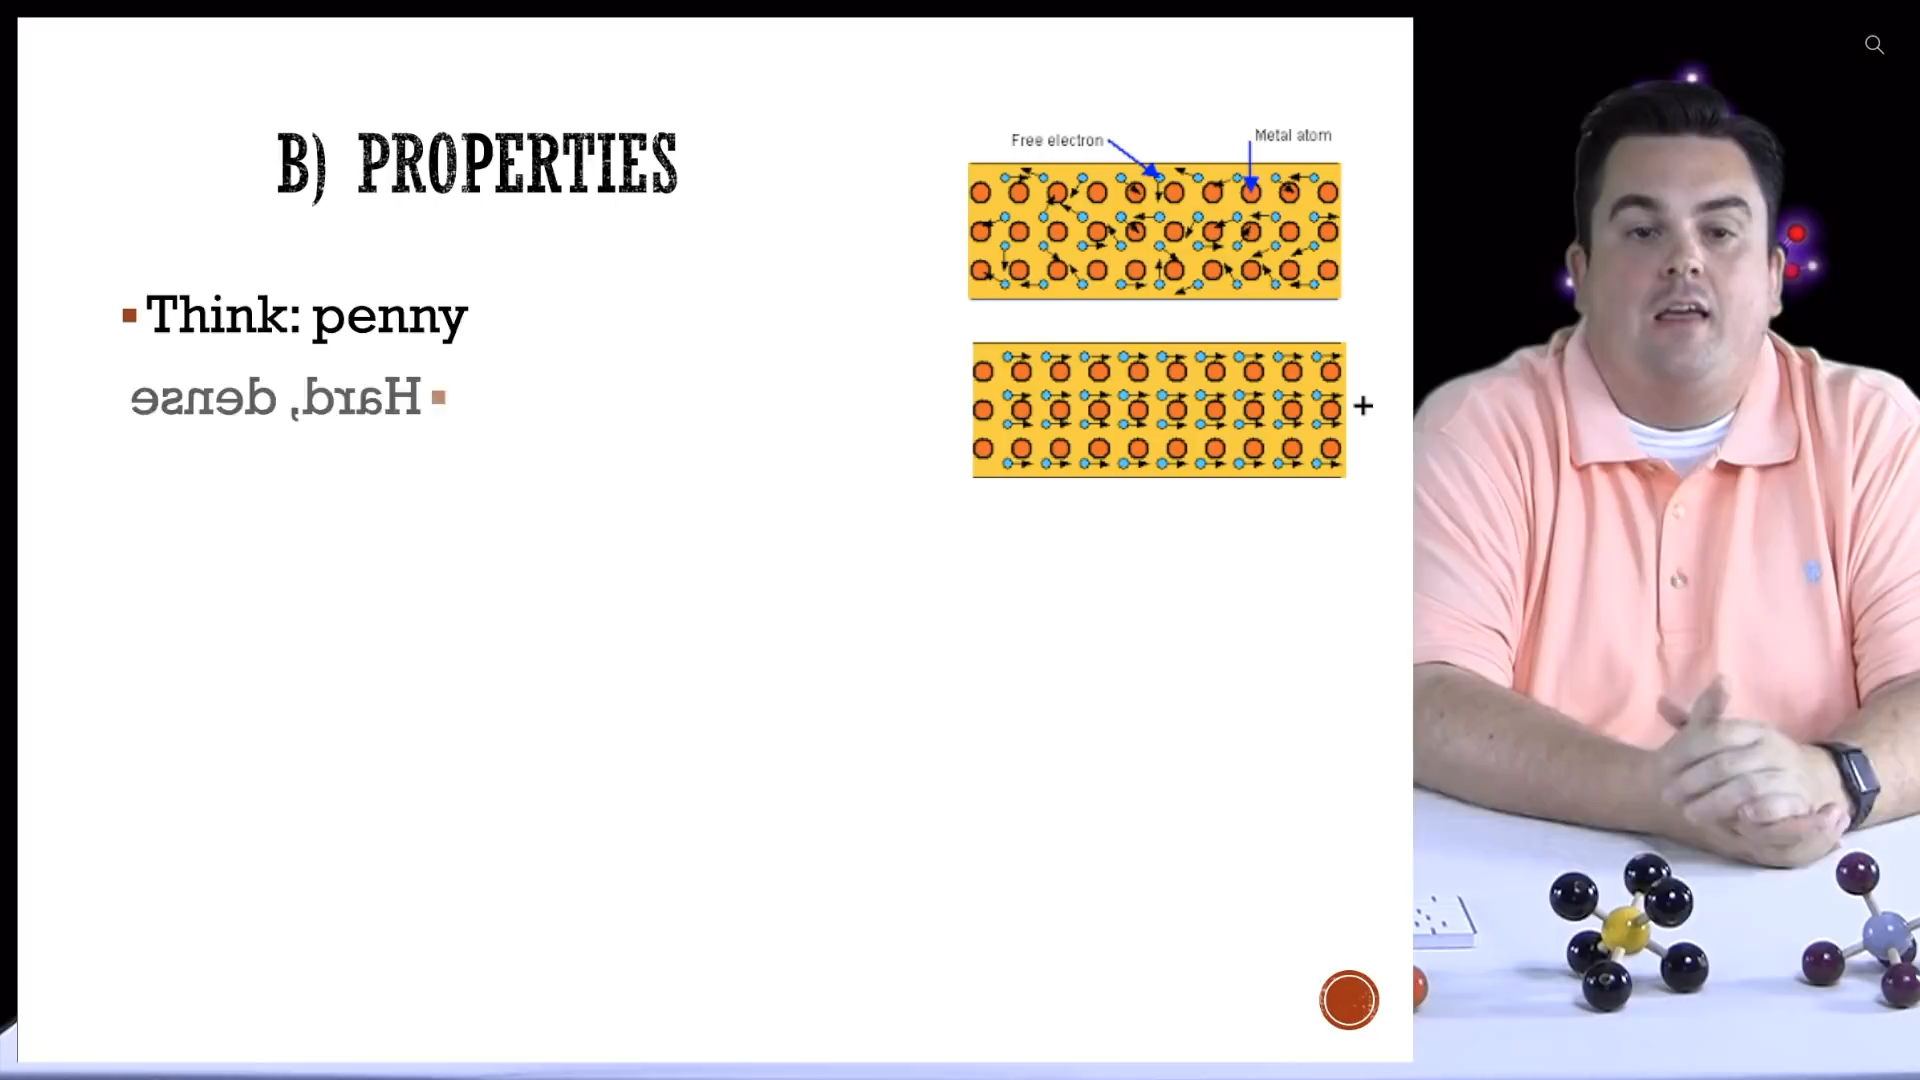 B) PROPERTIES
Free electron
Metal atom
Think: penny
Hard, dense
+